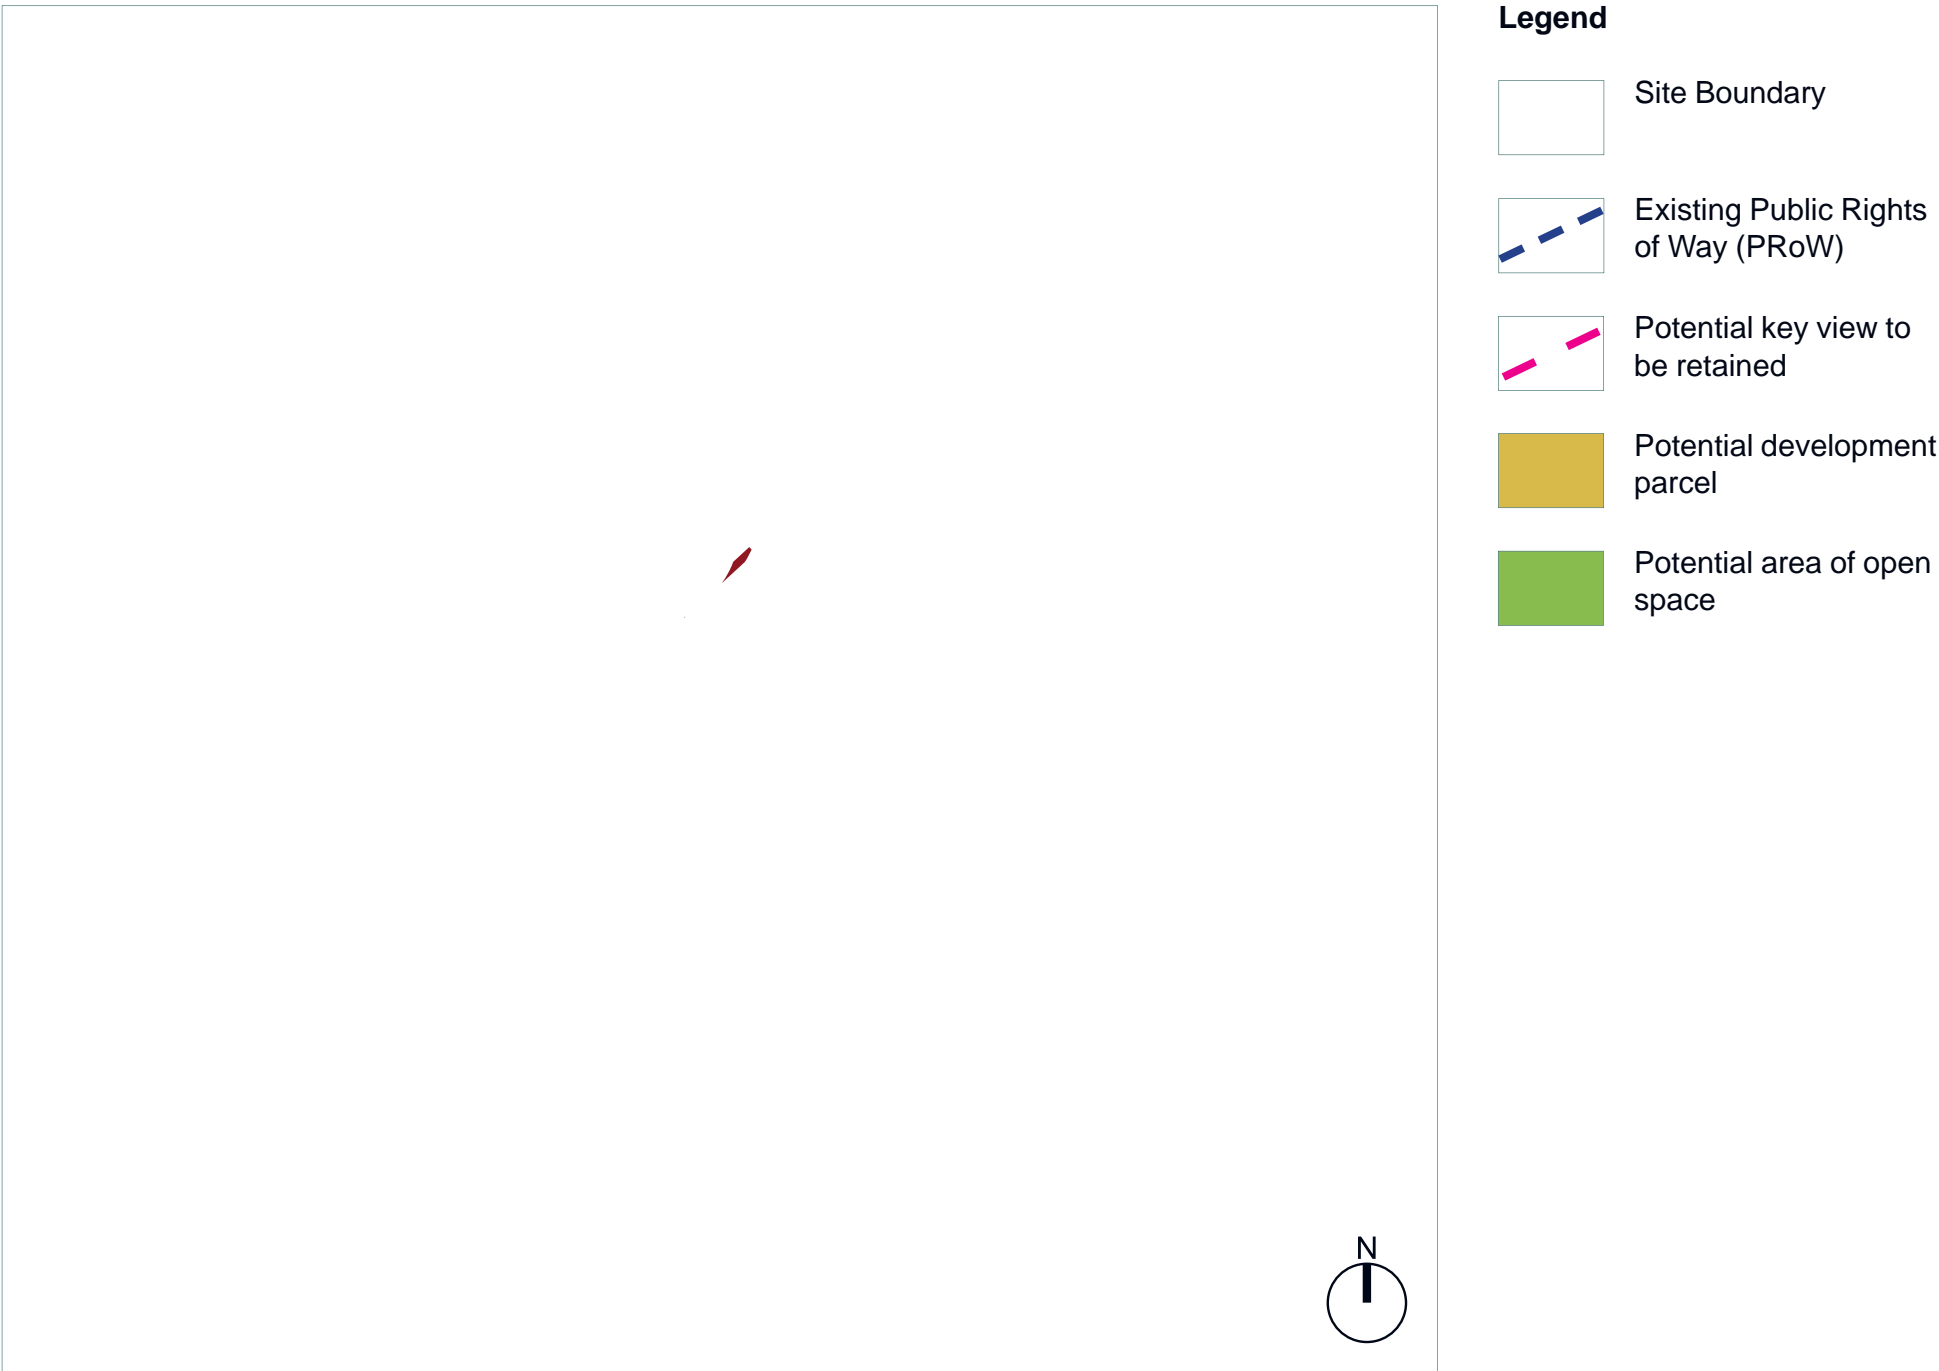 Legend
Site Boundary
Existing Public Rights
of Way (PRoW)
Potential key view to
be retained
Potential development
parcel
Potential area of open
space
N